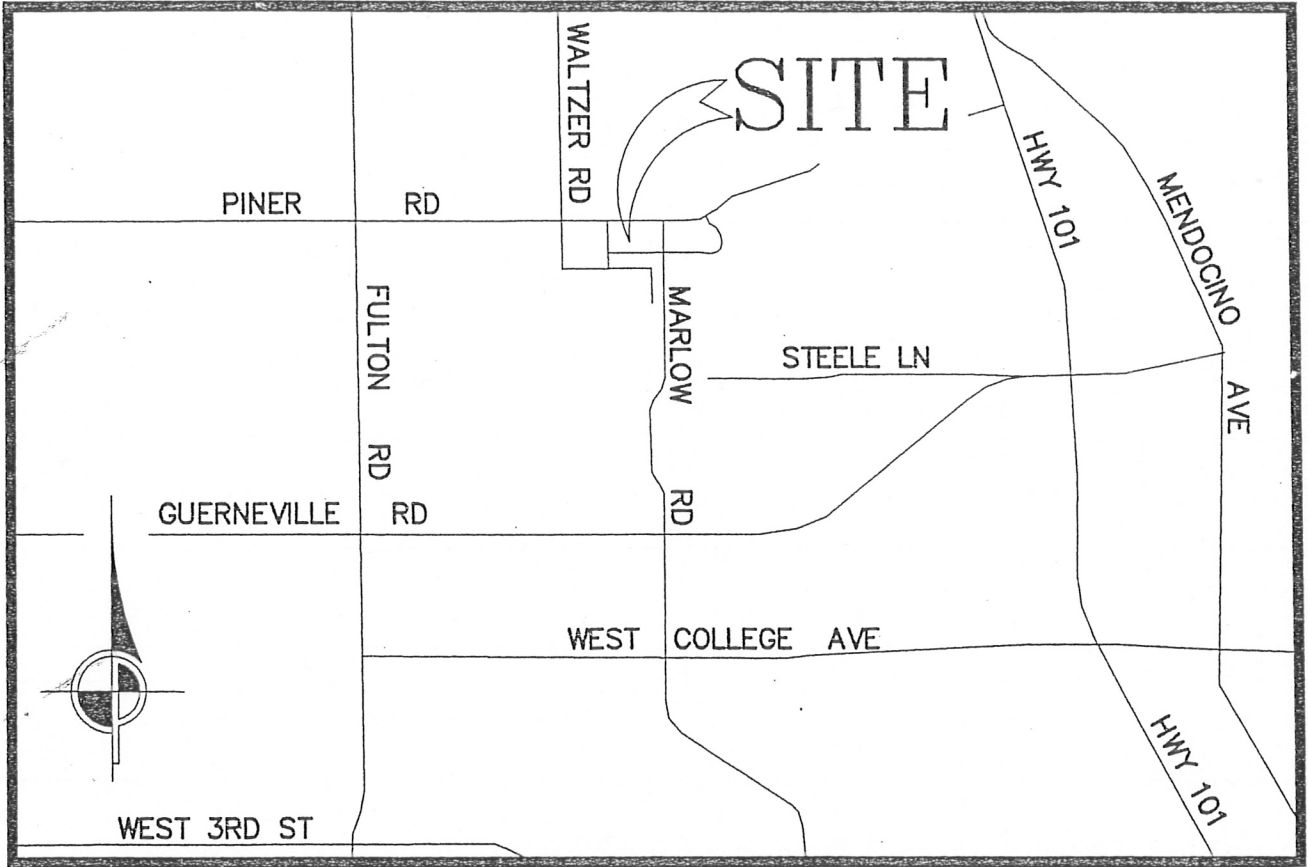 WALTZER RD
SITE
HWY 101
MENDOCINO
AVE
PINER RD
FULTON RD
MARLOW RD
STEELE LN
GUERNEVILLE RD
WEST COLLEGE AVE
HWY 101
WEST 3RD ST